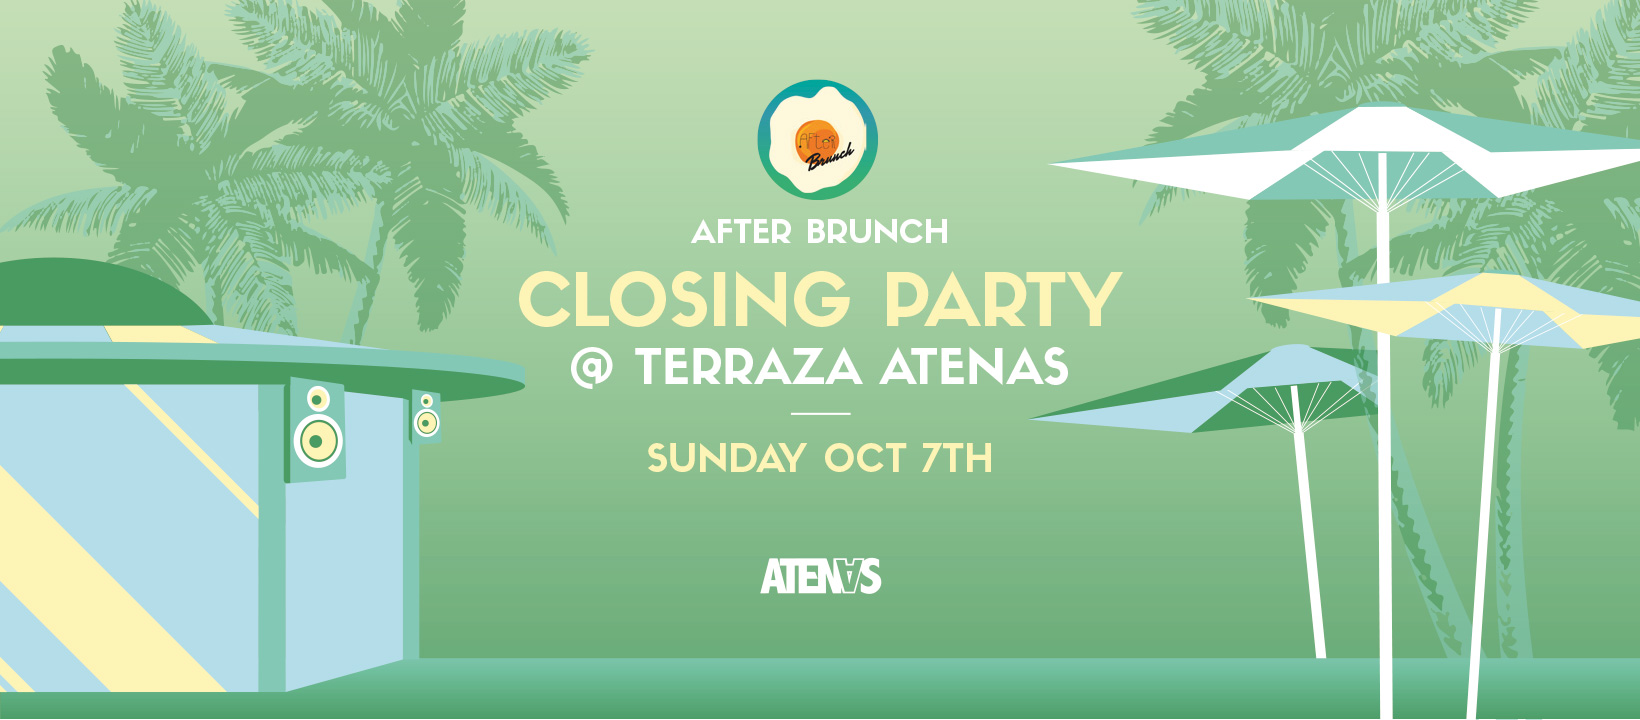 AFter
Brunch
AFTER BRUNCH
CLOSING PARTY
@ TERRAZA ATENAS
SUNDAY OCT 7TH
ATENAS